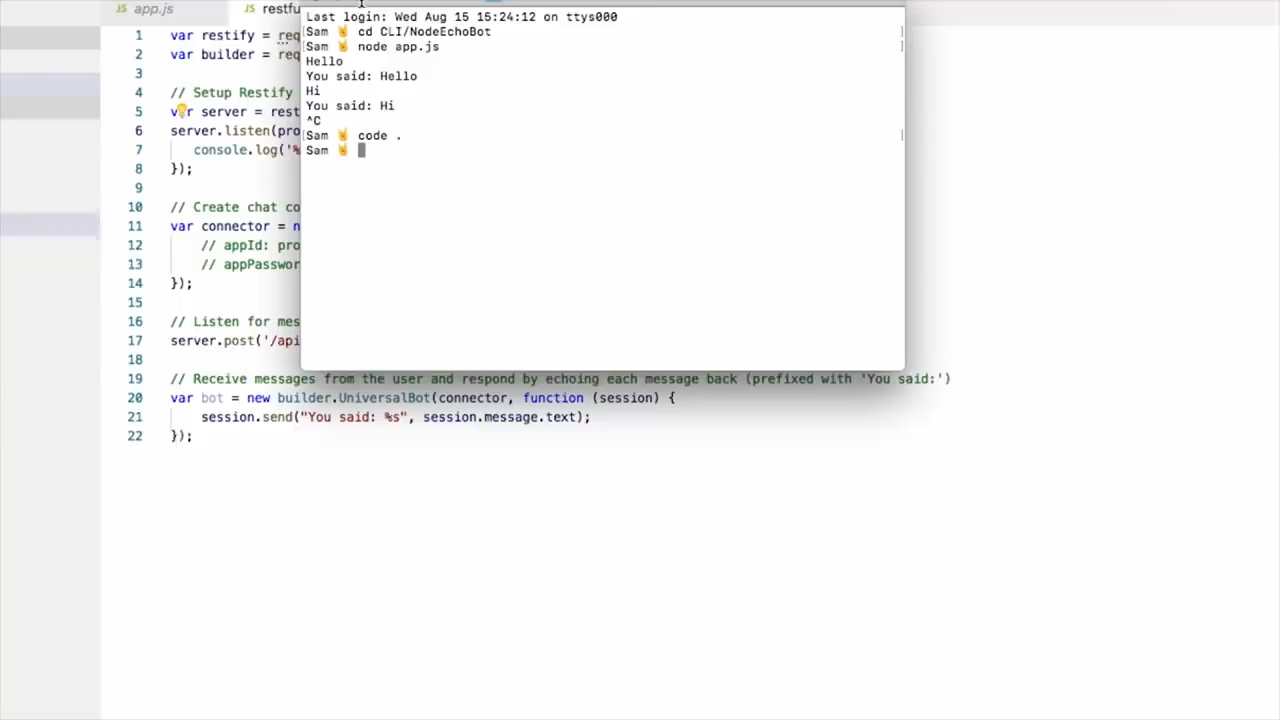 JS app.js
JS restfu
1 var restify = req
2 var builder = req
3
4 // Setup Restify
5 var server = rest
6 server.listen(pro
7 console.log('%
8 });
9
10 // Create chat co
11 var connector = n
12 // appId: pro
13 // appPasswor
14 });
15
16 // Listen for mes
17 server.post('/api
18
19 // Receive messages from the user and respond by echoing each message back (prefixed with 'You said:')
20 var bot = new builder.UniversalBot(connector, function (session) {
21 session.send("You said: %s", session.message.text);
22 });
Last login: Wed Aug 15 15:24:12 on ttys000
[Sam 🤘 cd CLI/NodeEchoBot ]
[Sam 🤘 node app.js ]
Hello
You said: Hello
Hi
You said: Hi
^C
[Sam 🤘 code . ]
Sam 🤘